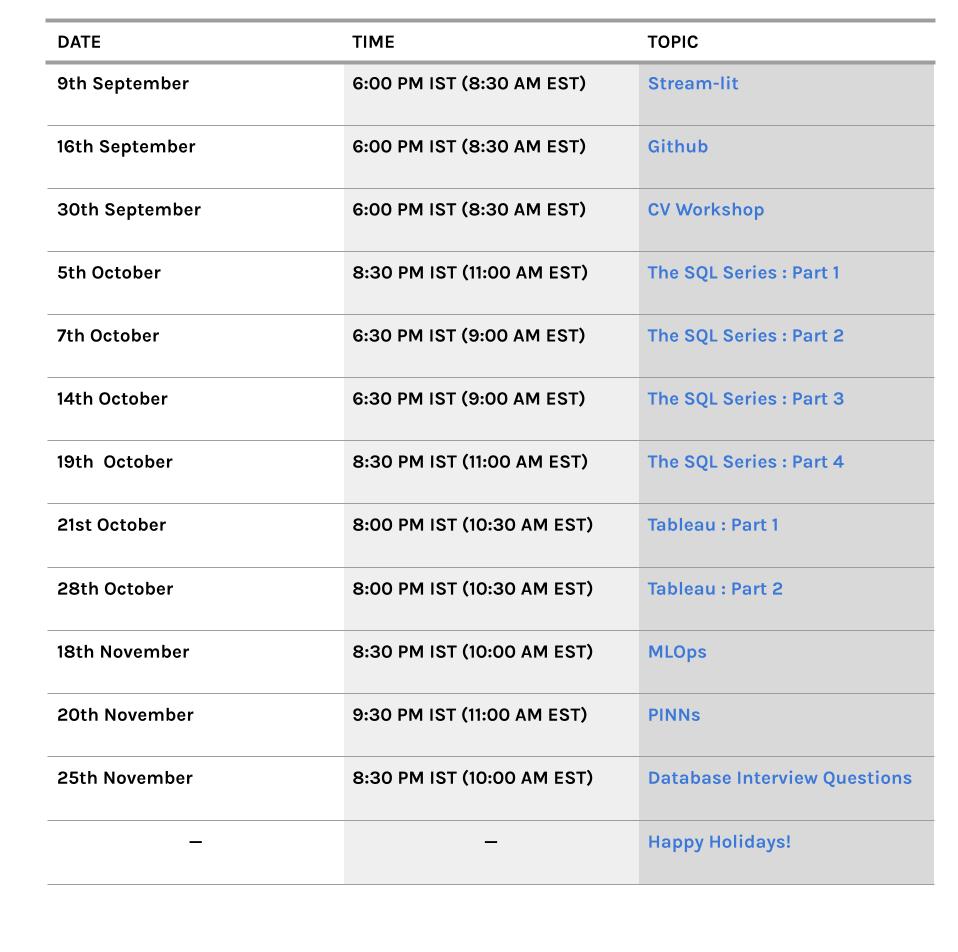 DATE TIME TOPIC
9th September 6:00 PM IST (8:30 AM EST) Stream-lit
16th September 6:00 PM IST (8:30 AM EST) Github
30th September 6:00 PM IST (8:30 AM EST) CV Workshop
5th October 8:30 PM IST (11:00 AM EST) The SQL Series : Part 1
7th October 6:30 PM IST (9:00 AM EST) The SQL Series : Part 2
14th October 6:30 PM IST (9:00 AM EST) The SQL Series : Part 3
19th  October 8:30 PM IST (11:00 AM EST) The SQL Series : Part 4
21st October 8:00 PM IST (10:30 AM EST) Tableau : Part 1
28th October 8:00 PM IST (10:30 AM EST) Tableau : Part 2
18th November 8:30 PM IST (10:00 AM EST) MLOps
20th November 9:30 PM IST (11:00 AM EST) PINNs
25th November 8:30 PM IST (10:00 AM EST) Database Interview Questions
— — Happy Holidays!